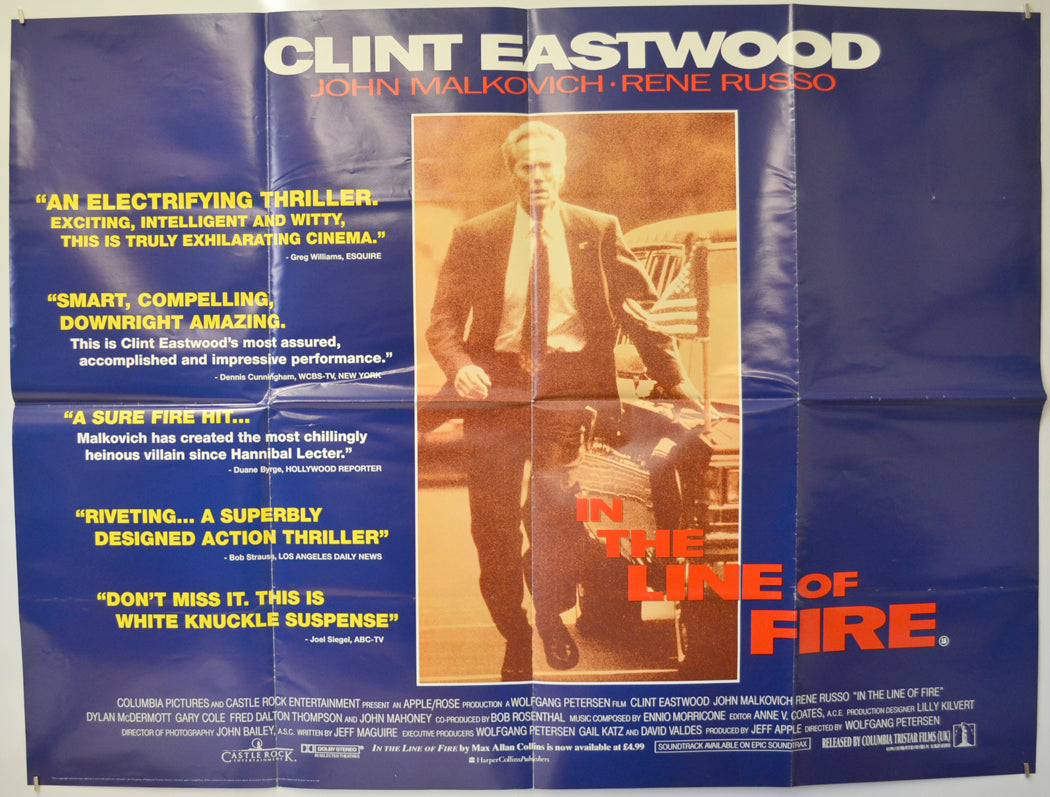 CLINT EASTWOOD
JOHN MALKOVICH · RENE RUSSO
“AN ELECTRIFYING THRILLER.
EXCITING, INTELLIGENT AND WITTY,
THIS IS TRULY EXHILARATING CINEMA.”
- Greg Williams, ESQUIRE
“SMART, COMPELLING,
DOWNRIGHT AMAZING.
This is Clint Eastwood’s most assured,
accomplished and impressive performance.”
- Dennis Cunningham, WCBS-TV, NEW YORK
“A SURE FIRE HIT...
Malkovich has created the most chillingly
heinous villain since Hannibal Lecter.”
- Duane Byrge, HOLLYWOOD REPORTER
“RIVETING... A SUPERBLY
DESIGNED ACTION THRILLER”
- Bob Strauss, LOS ANGELES DAILY NEWS
“DON’T MISS IT. THIS IS
WHITE KNUCKLE SUSPENSE”
- Joel Siegel, ABC-TV
IN
THE
LINE OF
FIRE
15
COLUMBIA PICTURES AND CASTLE ROCK ENTERTAINMENT PRESENT AN APPLE/ROSE PRODUCTION A WOLFGANG PETERSEN FILM CLINT EASTWOOD JOHN MALKOVICH RENE RUSSO “IN THE LINE OF FIRE”
DYLAN McDERMOTT GARY COLE FRED DALTON THOMPSON AND JOHN MAHONEY CO-PRODUCED BY BOB ROSENTHAL MUSIC COMPOSED BY ENNIO MORRICONE EDITOR ANNE V. COATES, A.C.E. PRODUCTION DESIGNER LILLY KILVERT
DIRECTOR OF PHOTOGRAPHY JOHN BAILEY, A.S.C. WRITTEN BY JEFF MAGUIRE EXECUTIVE PRODUCERS WOLFGANG PETERSEN GAIL KATZ AND DAVID VALDES PRODUCED BY JEFF APPLE DIRECTED BY WOLFGANG PETERSEN
CASTLE ROCK
ENTERTAINMENT
DOLBY STEREO
IN SELECTED THEATRES
IN THE LINE OF FIRE by Max Allan Collins is now available at £4.99
HarperCollinsPublishers
SOUNDTRACK AVAILABLE ON EPIC SOUNDTRAX
RELEASED BY COLUMBIA TRISTAR FILMS (UK)